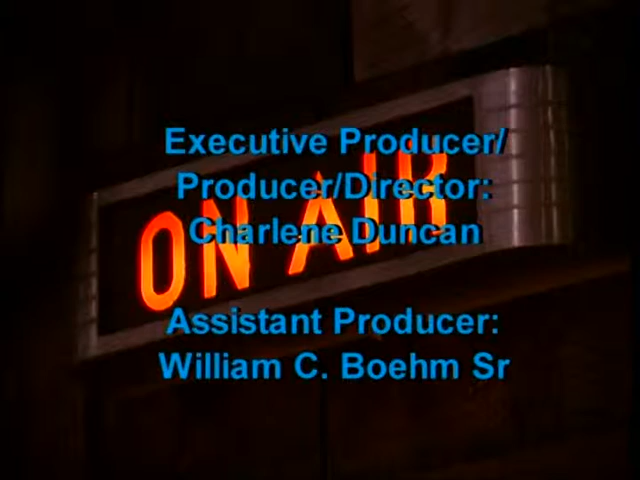 Executive Producer/
Producer/Director:
Charlene Duncan
ON AIR
Assistant Producer:
William C. Boehm Sr